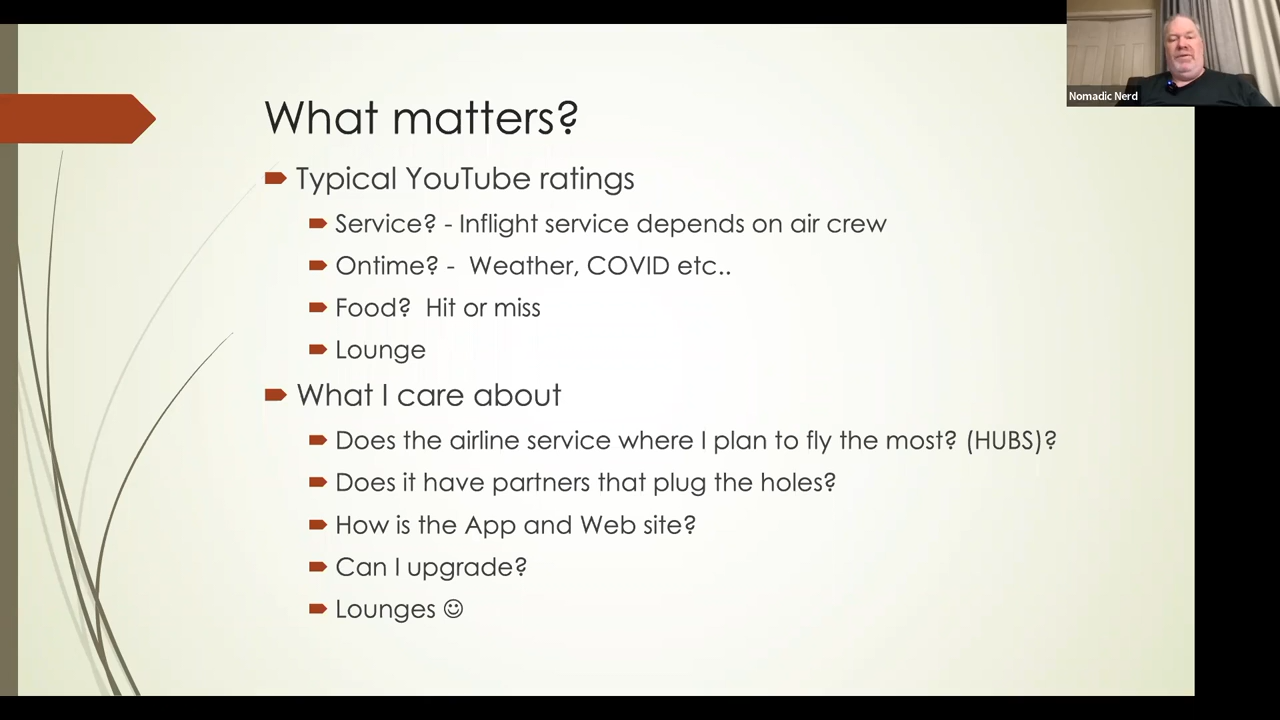 Nomadic Nerd
What matters?
Typical YouTube ratings
Service? - Inflight service depends on air crew
Ontime? - Weather, COVID etc..
Food? Hit or miss
Lounge
What I care about
Does the airline service where I plan to fly the most? (HUBS)?
Does it have partners that plug the holes?
How is the App and Web site?
Can I upgrade?
Lounges ☺